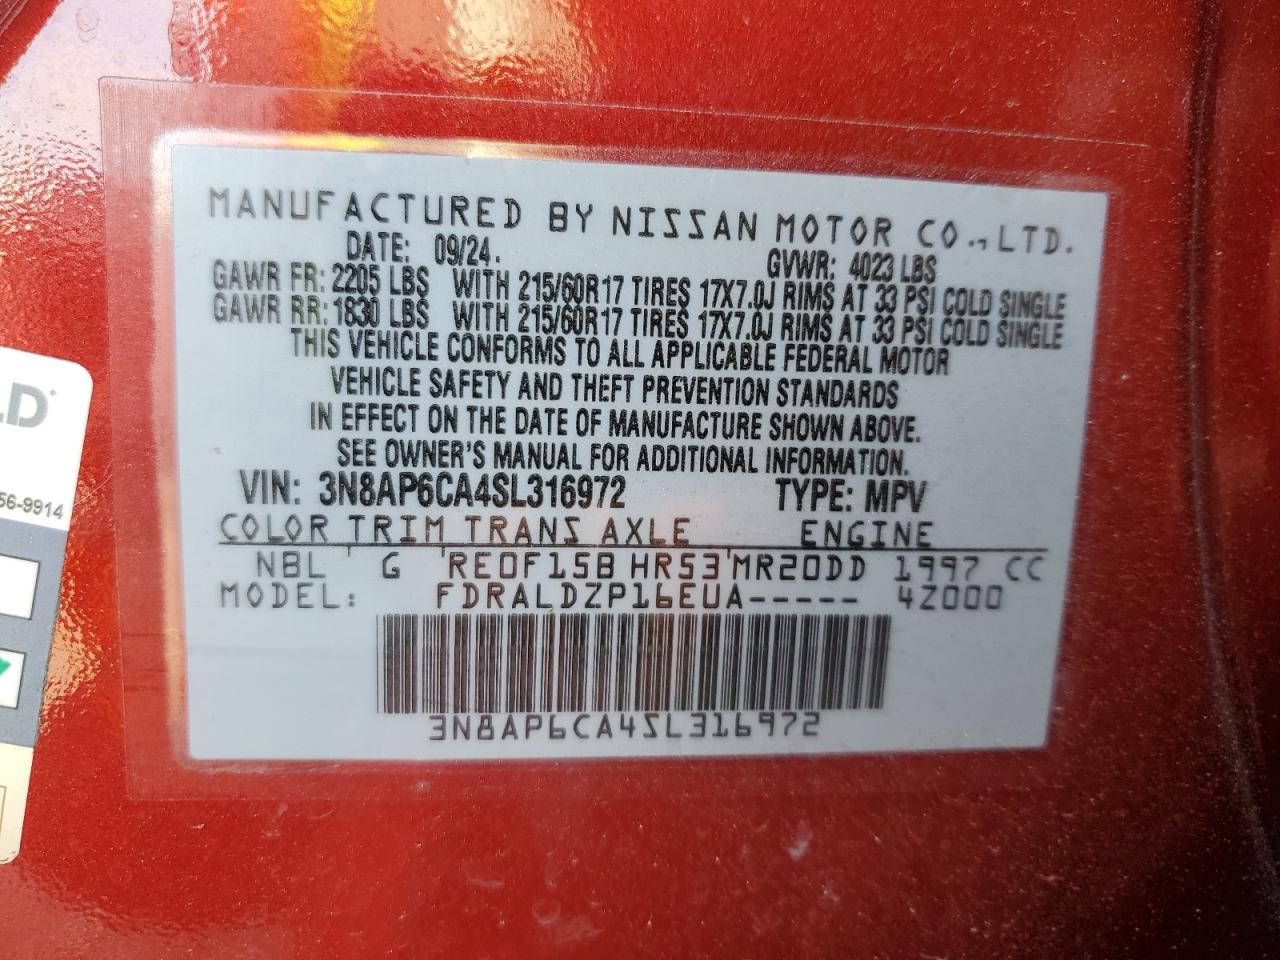 MANUFACTURED BY NISSAN MOTOR CO., LTD.
DATE: 09/24. GVWR: 4023 LBS
GAWR FR: 2205 LBS WITH 215/60R17 TIRES 17X7.0J RIMS AT 33 PSI COLD SINGLE
GAWR RR: 1830 LBS WITH 215/60R17 TIRES 17X7.0J RIMS AT 33 PSI COLD SINGLE
THIS VEHICLE CONFORMS TO ALL APPLICABLE FEDERAL MOTOR
VEHICLE SAFETY AND THEFT PREVENTION STANDARDS
IN EFFECT ON THE DATE OF MANUFACTURE SHOWN ABOVE.
SEE OWNER'S MANUAL FOR ADDITIONAL INFORMATION.
VIN: 3N8AP6CA4SL316972 TYPE: MPV
COLOR TRIM TRANS AXLE ENGINE
NBL G RE0F15B HR53 MR20DD 1997 CC
MODEL: FDRALDZP16EUA----- 42000
3N8AP6CA4SL316972
LD
56-9914